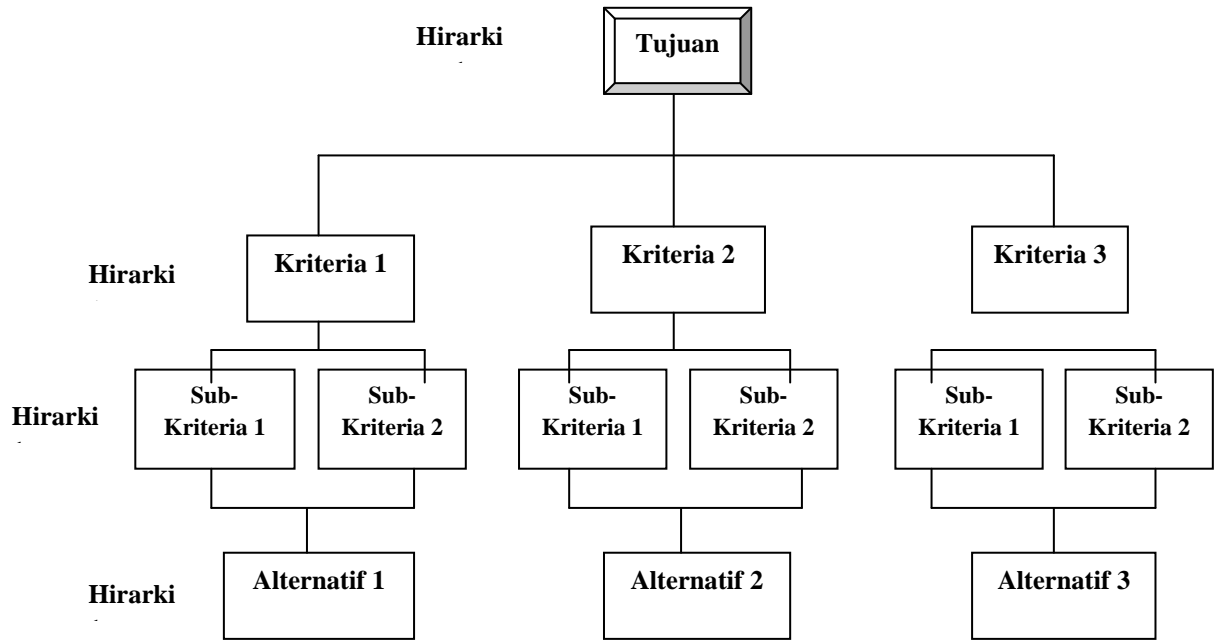 Hirarki
Tujuan
Hirarki
Kriteria 1
Kriteria 2
Kriteria 3
Hirarki
Sub-
Kriteria 1
Sub-
Kriteria 2
Sub-
Kriteria 1
Sub-
Kriteria 2
Sub-
Kriteria 1
Sub-
Kriteria 2
Hirarki
Alternatif 1
Alternatif 2
Alternatif 3